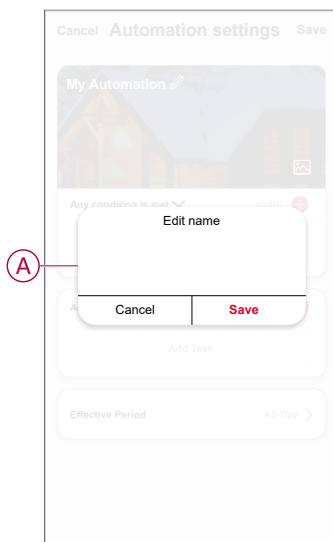 Cancel Automation settings Save
My Automation
Any condition is met
Edit name
A
Cancel Save
Add Task
Effective Period All-Day